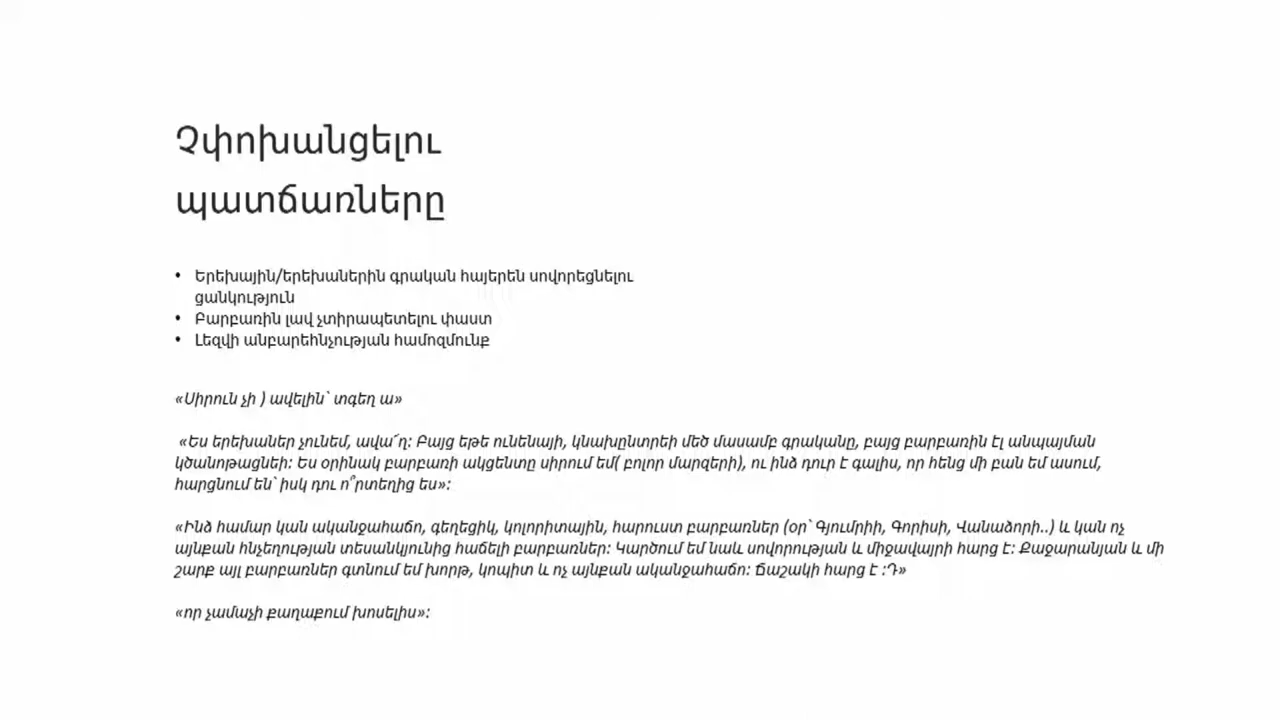 Չփոխանցելու
պատճառները
• Երեխային/երեխաներին գրական հայերեն սովորեցնելու
ցանկություն
• Բարբառին լավ չտիրապետելու փաստ
• Լեզվի անբարեհնչության համոզմունք
«Սիրուն չի ) ավելին՝ տգեղ ա»
«Ես երեխաներ չունեմ, ավա՜ղ: Բայց եթե ունենայի, կնախընտրեի մեծ մասամբ գրականը, բայց բարբառին էլ անպայման
կծանոթացնեի: Ես օրինակ բարբառի ակցենտը սիրում եմ( բոլոր մարզերի), ու ինձ դուր է գալիս, որ հենց մի բան եմ ասում,
հարցնում են՝ իսկ դու ո՞րտեղից ես»:
«Ինձ համար կան ականջահաճո, գեղեցիկ, կոլորիտային, հարուստ բարբառներ (օր՝ Գյումրիի, Գորիսի, Վանաձորի..) և կան ոչ
այնքան հնչեղության տեսանկյունից հաճելի բարբառներ: Կարծում եմ նաև սովորության և միջավայրի հարց է: Քաջարանյան և մի
շարք այլ բարբառներ գտնում եմ խորթ, կոպիտ և ոչ այնքան ականջահաճո: Ճաշակի հարց է :Դ»
«որ չամաչի քաղաքում խոսելիս»: